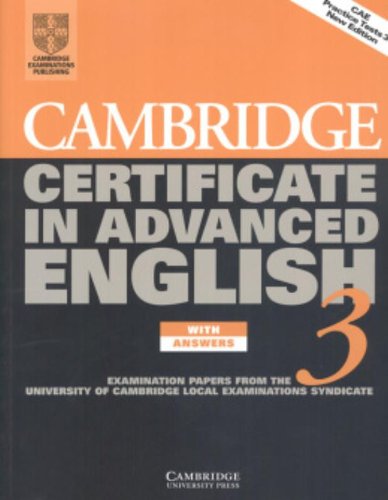 CAMBRIDGE
EXAMINATIONS
PUBLISHING
CAE
Practice Tests 3
New Edition
CAMBRIDGE
CERTIFICATE
IN ADVANCED
ENGLISH
3
WITH
ANSWERS
EXAMINATION PAPERS FROM THE
UNIVERSITY OF CAMBRIDGE LOCAL EXAMINATIONS SYNDICATE
CAMBRIDGE
UNIVERSITY PRESS